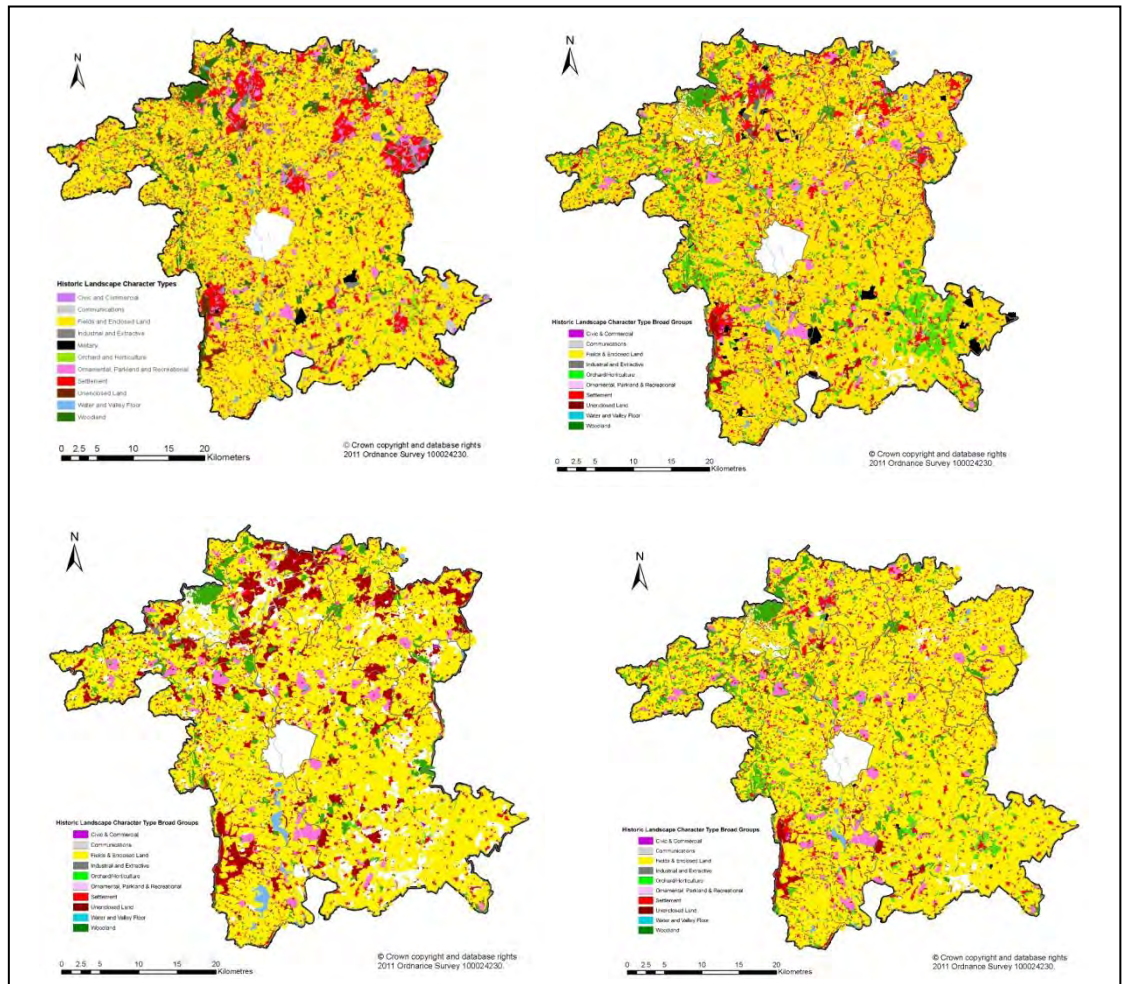 N
Historic Landscape Character Types
Civic and Commercial
Communications
Fields and Enclosed Land
Industrial and Extractive
Military
Orchard and Horticulture
Ornamental, Parkland and Recreational
Settlement
Unenclosed Land
Water and Valley Floor
Woodland
0 2.5 5 10 15 20
Kilometers
© Crown copyright and database rights
2011 Ordnance Survey 100024230.
N
Historic Landscape Character Type Broad Groups
Civic & Commercial
Communications
Fields & Enclosed Land
Industrial and Extractive
Orchard/Horticulture
Ornamental, Parkland & Recreational
Settlement
Unenclosed Land
Water and Valley Floor
Woodland
0 2.5 5 10 15 20
Kilometres
© Crown copyright and database rights
2011 Ordnance Survey 100024230.
N
Historic Landscape Character Type Broad Groups
Civic & Commercial
Communications
Fields & Enclosed Land
Industrial and Extractive
Orchard/Horticulture
Ornamental, Parkland & Recreational
Settlement
Unenclosed Land
Water and Valley Floor
Woodland
0 2.5 5 10 15 20
Kilometres
© Crown copyright and database rights
2011 Ordnance Survey 100024230.
N
Historic Landscape Character Type Broad Groups
Civic & Commercial
Communications
Fields & Enclosed Land
Industrial and Extractive
Orchard/Horticulture
Ornamental, Parkland & Recreational
Settlement
Unenclosed Land
Water and Valley Floor
Woodland
0 2.5 5 10 15 20
Kilometres
© Crown copyright and database rights
2011 Ordnance Survey 100024230.